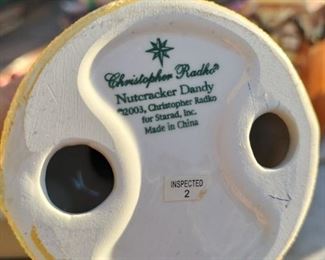 Christopher Radko®
Nutcracker Dandy
©2003, Christopher Radko
for Starad, Inc.
Made in China
INSPECTED
2